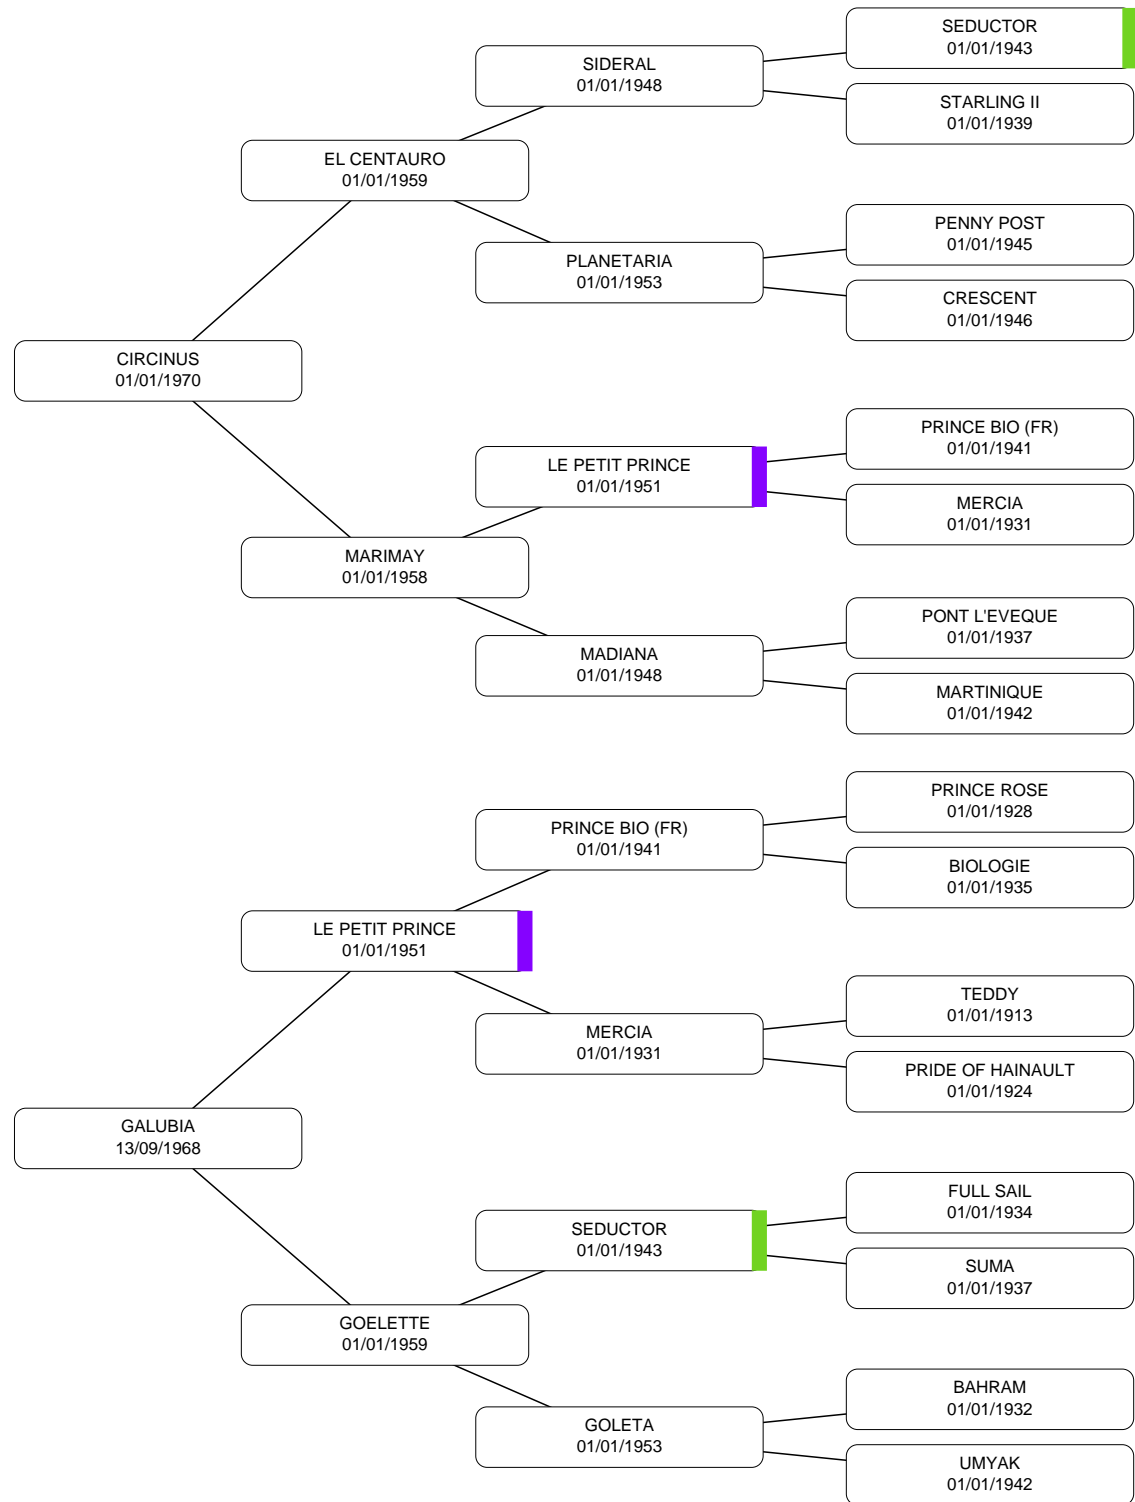 SEDUCTOR
01/01/1943
SIDERAL
01/01/1948
STARLING II
01/01/1939
EL CENTAURO
01/01/1959
PENNY POST
01/01/1945
PLANETARIA
01/01/1953
CRESCENT
01/01/1946
CIRCINUS
01/01/1970
PRINCE BIO (FR)
01/01/1941
LE PETIT PRINCE
01/01/1951
MERCIA
01/01/1931
MARIMAY
01/01/1958
PONT L'EVEQUE
01/01/1937
MADIANA
01/01/1948
MARTINIQUE
01/01/1942
PRINCE ROSE
01/01/1928
PRINCE BIO (FR)
01/01/1941
BIOLOGIE
01/01/1935
LE PETIT PRINCE
01/01/1951
TEDDY
01/01/1913
MERCIA
01/01/1931
PRIDE OF HAINAULT
01/01/1924
GALUBIA
13/09/1968
FULL SAIL
01/01/1934
SEDUCTOR
01/01/1943
SUMA
01/01/1937
GOELETTE
01/01/1959
BAHRAM
01/01/1932
GOLETA
01/01/1953
UMYAK
01/01/1942